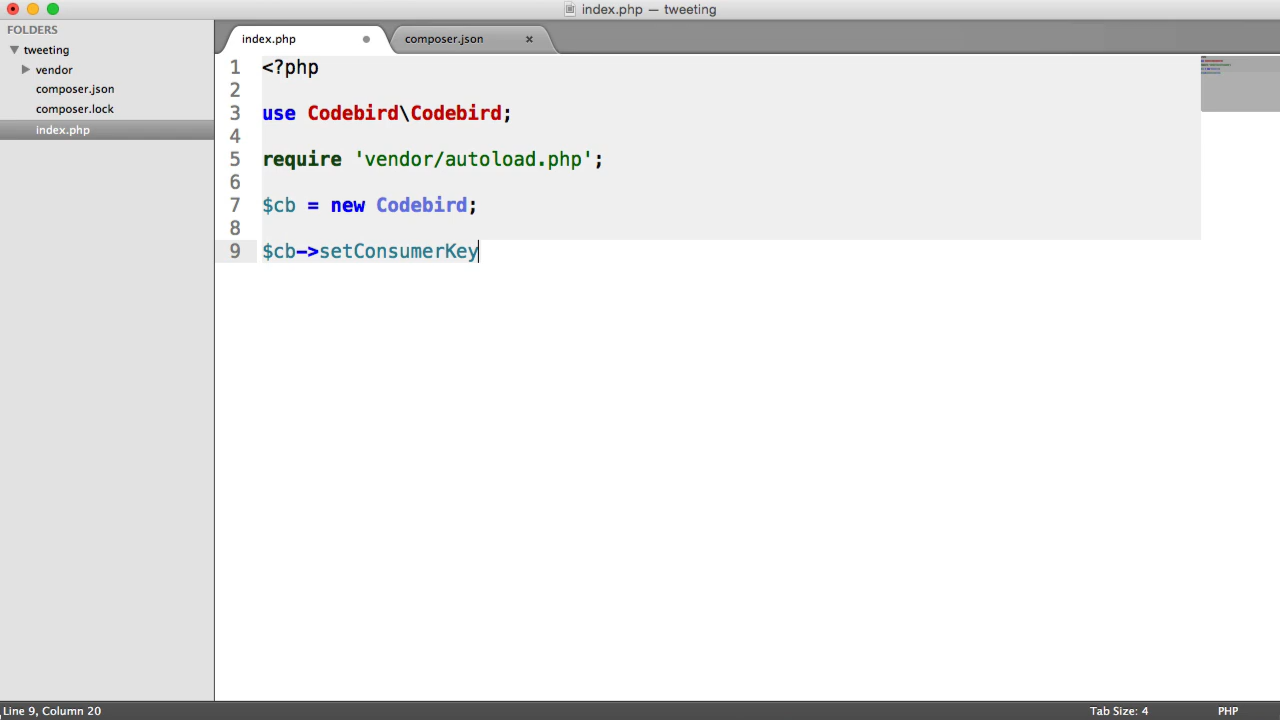 index.php — tweeting
FOLDERS
tweeting
vendor
composer.json
composer.lock
index.php
index.php
composer.json
1 <?php
2
3 use Codebird\Codebird;
4
5 require 'vendor/autoload.php';
6
7 $cb = new Codebird;
8
9 $cb->setConsumerKey
Line 9, Column 20
Tab Size: 4
PHP